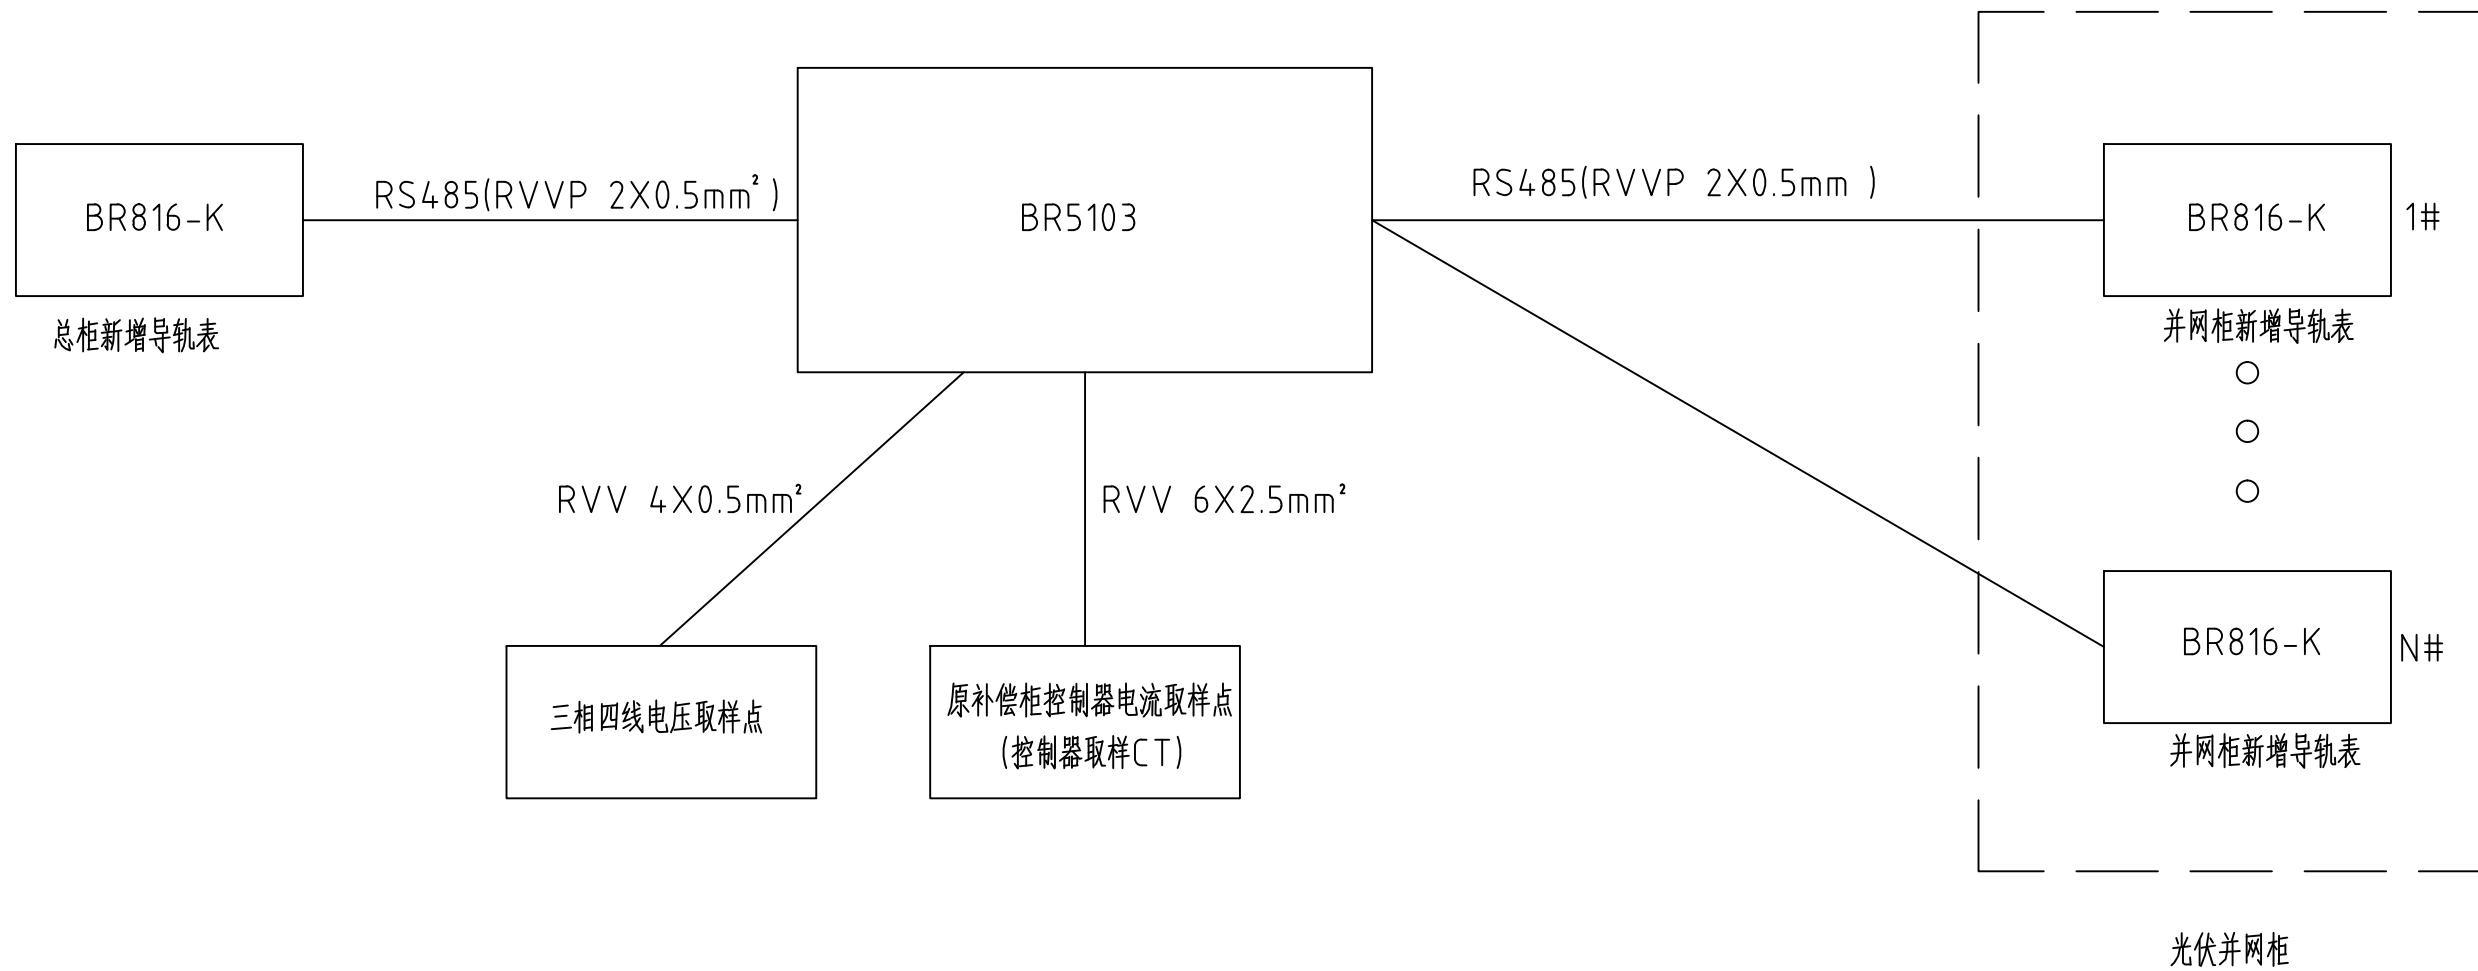 RS485(RVVP 2X0.5mm²)
RS485(RVVP 2X0.5mm )
BR816-K
BR5103
BR816-K
1#
总柜新增导轨表
并网柜新增导轨表
RVV 4X0.5mm²
RVV 6X2.5mm²
BR816-K
N#
三相四线电压取样点
原补偿柜控制器电流取样点
(控制器取样CT)
并网柜新增导轨表
光伏并网柜